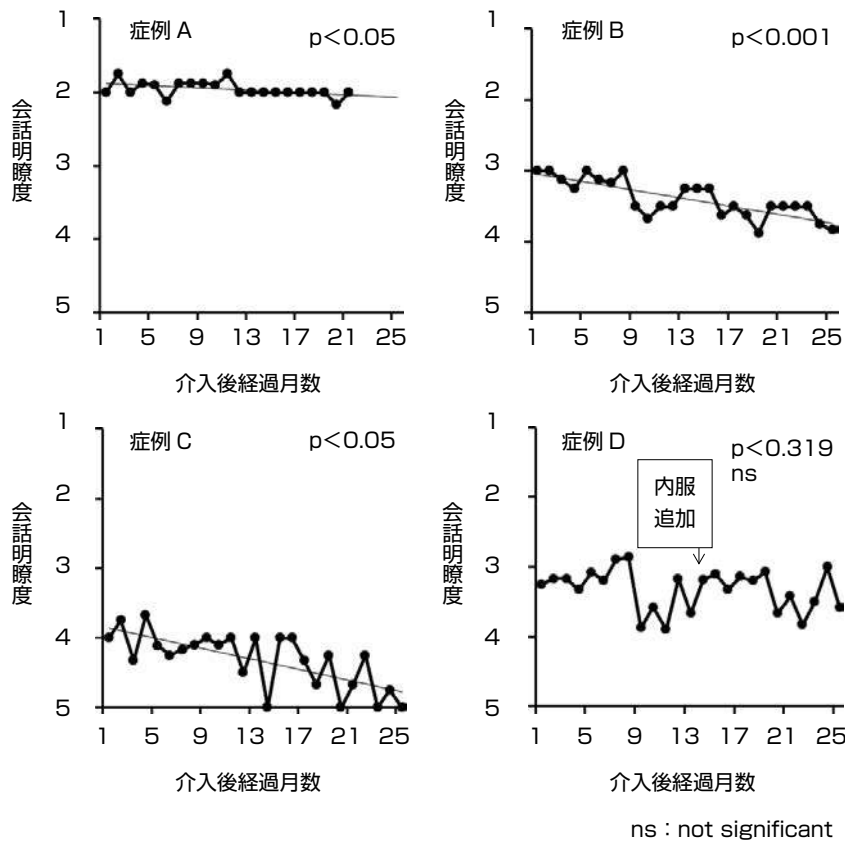 症例 A
p<0.05
1
2
3
4
5
会話明瞭度
1 5 9 13 17 21 25
介入後経過月数
症例 B
p<0.001
1
2
3
4
5
会話明瞭度
1 5 9 13 17 21 25
介入後経過月数
症例 C
p<0.05
1
2
3
4
5
会話明瞭度
1 5 9 13 17 21 25
介入後経過月数
症例 D
p<0.319
ns
内服
追加
1
2
3
4
5
会話明瞭度
1 5 9 13 17 21 25
介入後経過月数
ns：not significant